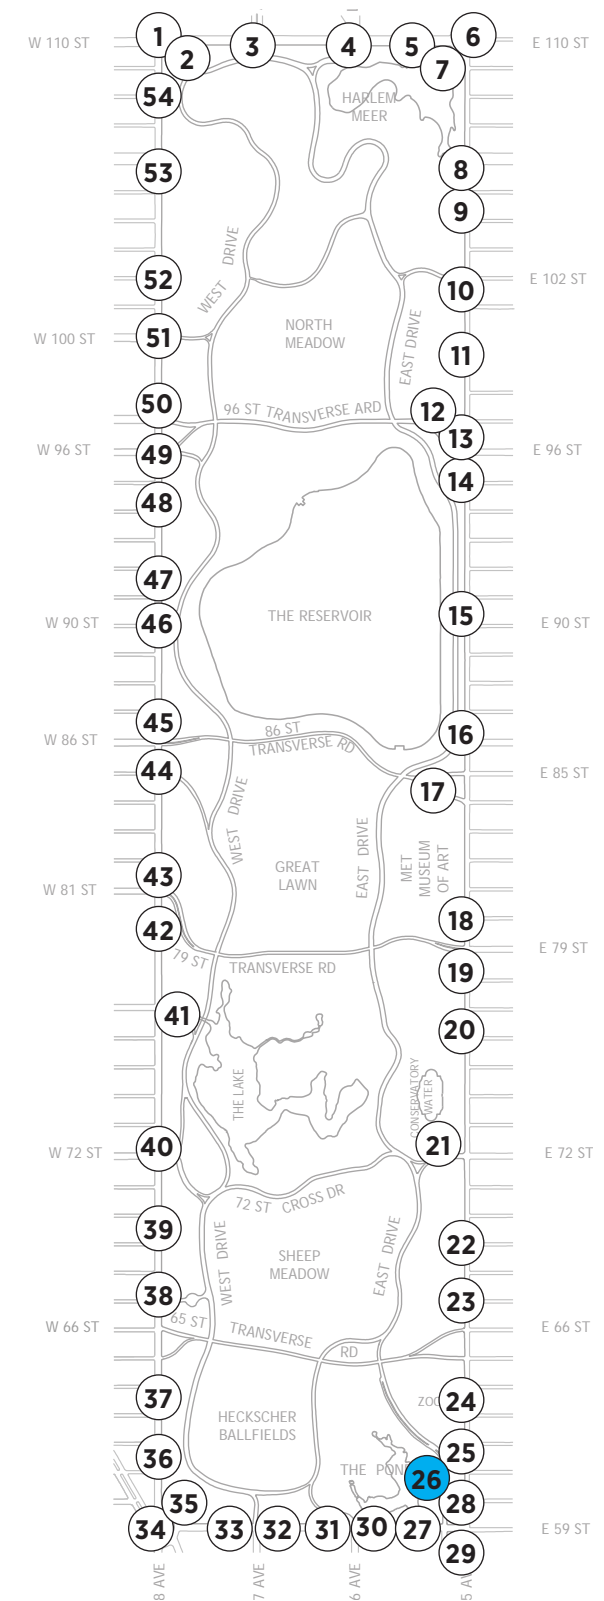 1
2
3
4
5
6
7
W 110 ST
E 110 ST
54
HARLEM
MEER
53
8
9
WEST DRIVE
52
E 102 ST
10
NORTH
MEADOW
W 100 ST
51
EAST DRIVE
11
50
96 ST TRANSVERSE ARD
12
13
W 96 ST
49
E 96 ST
14
48
47
THE RESERVOIR
15
W 90 ST
46
E 90 ST
45
86 ST
TRANSVERSE RD
16
W 86 ST
44
E 85 ST
17
WEST DRIVE
EAST DRIVE
MET
MUSEUM
OF ART
GREAT
LAWN
43
W 81 ST
42
18
79 ST
TRANSVERSE RD
E 79 ST
19
41
20
THE LAKE
CONSERVATORY
WATER
W 72 ST
40
21
E 72 ST
72 ST CROSS DR
39
WEST DRIVE
SHEEP
MEADOW
EAST DRIVE
22
38
23
65 ST
TRANSVERSE
RD
W 66 ST
E 66 ST
37
ZOO
24
HECKSCHER
BALLFIELDS
36
25
THE POND
26
35
28
34
33
32
31
30
27
E 59 ST
29
8 AVE
7 AVE
6 AVE
5 AV